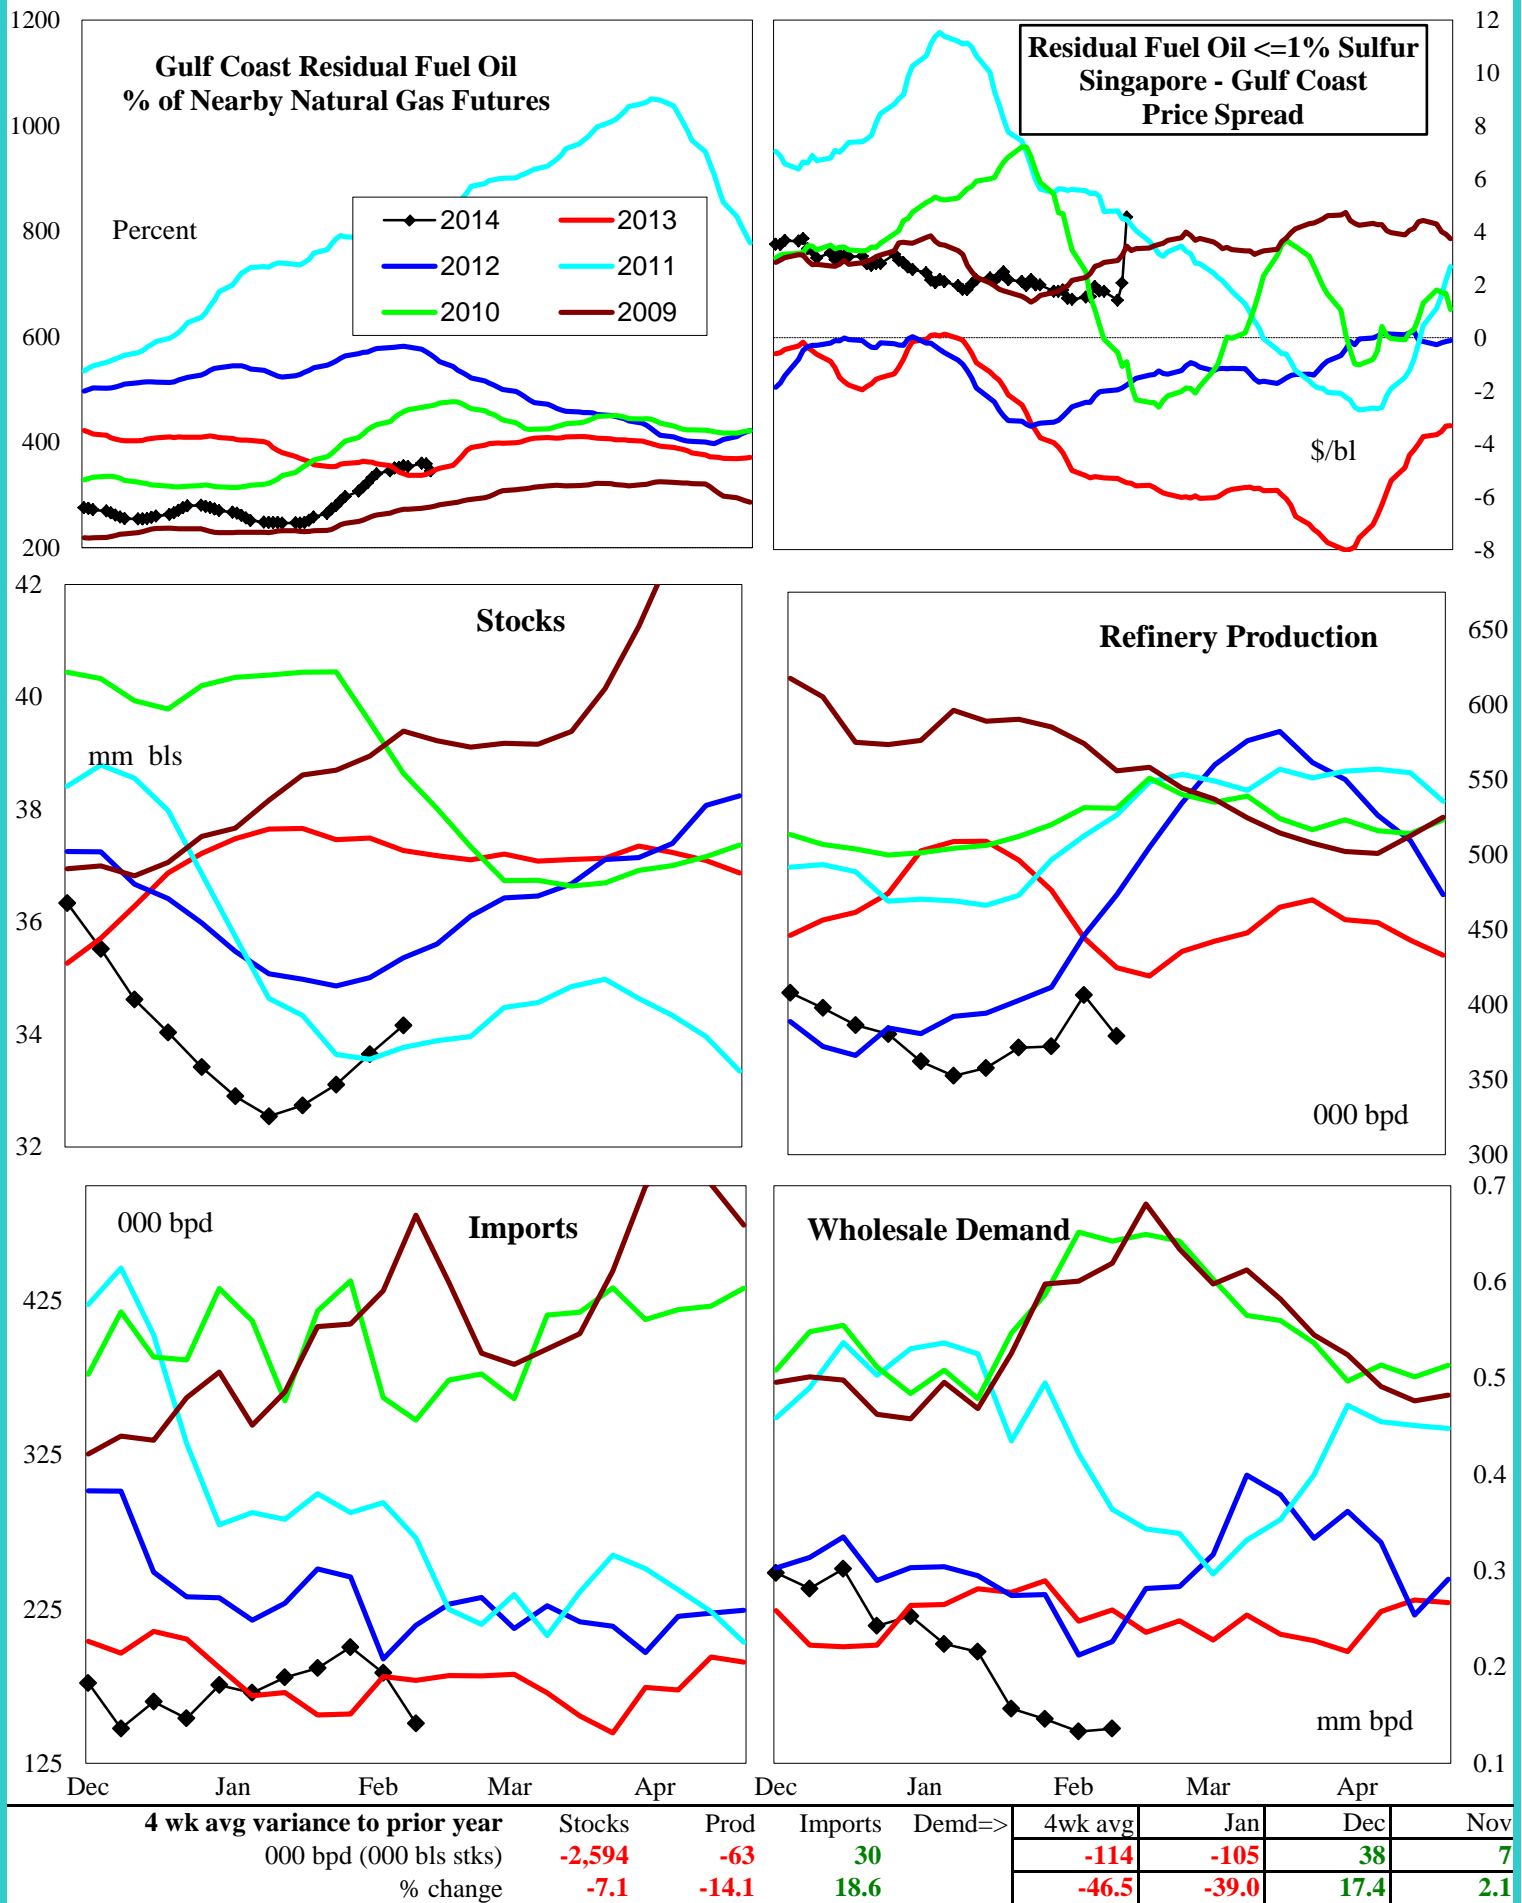 1200
1000
800
600
400
200
Gulf Coast Residual Fuel Oil
% of Nearby Natural Gas Futures
Percent
2014
2013
2012
2011
2010
2009
Residual Fuel Oil <=1% Sulfur
Singapore - Gulf Coast
Price Spread
$/bl
12
10
8
6
4
2
0
-2
-4
-6
-8
42
40
38
36
34
32
Stocks
mm bls
Refinery Production
000 bpd
650
600
550
500
450
400
350
300
000 bpd
Imports
425
325
225
125
Dec Jan Feb Mar Apr
Wholesale Demand
mm bpd
0.7
0.6
0.5
0.4
0.3
0.2
0.1
Dec Jan Feb Mar Apr
4 wk avg variance to prior year Stocks Prod Imports Demd=> 4wk avg Jan Dec Nov
000 bpd (000 bls stks) -2,594 -63 30 -114 -105 38 7
% change -7.1 -14.1 18.6 -46.5 -39.0 17.4 2.1